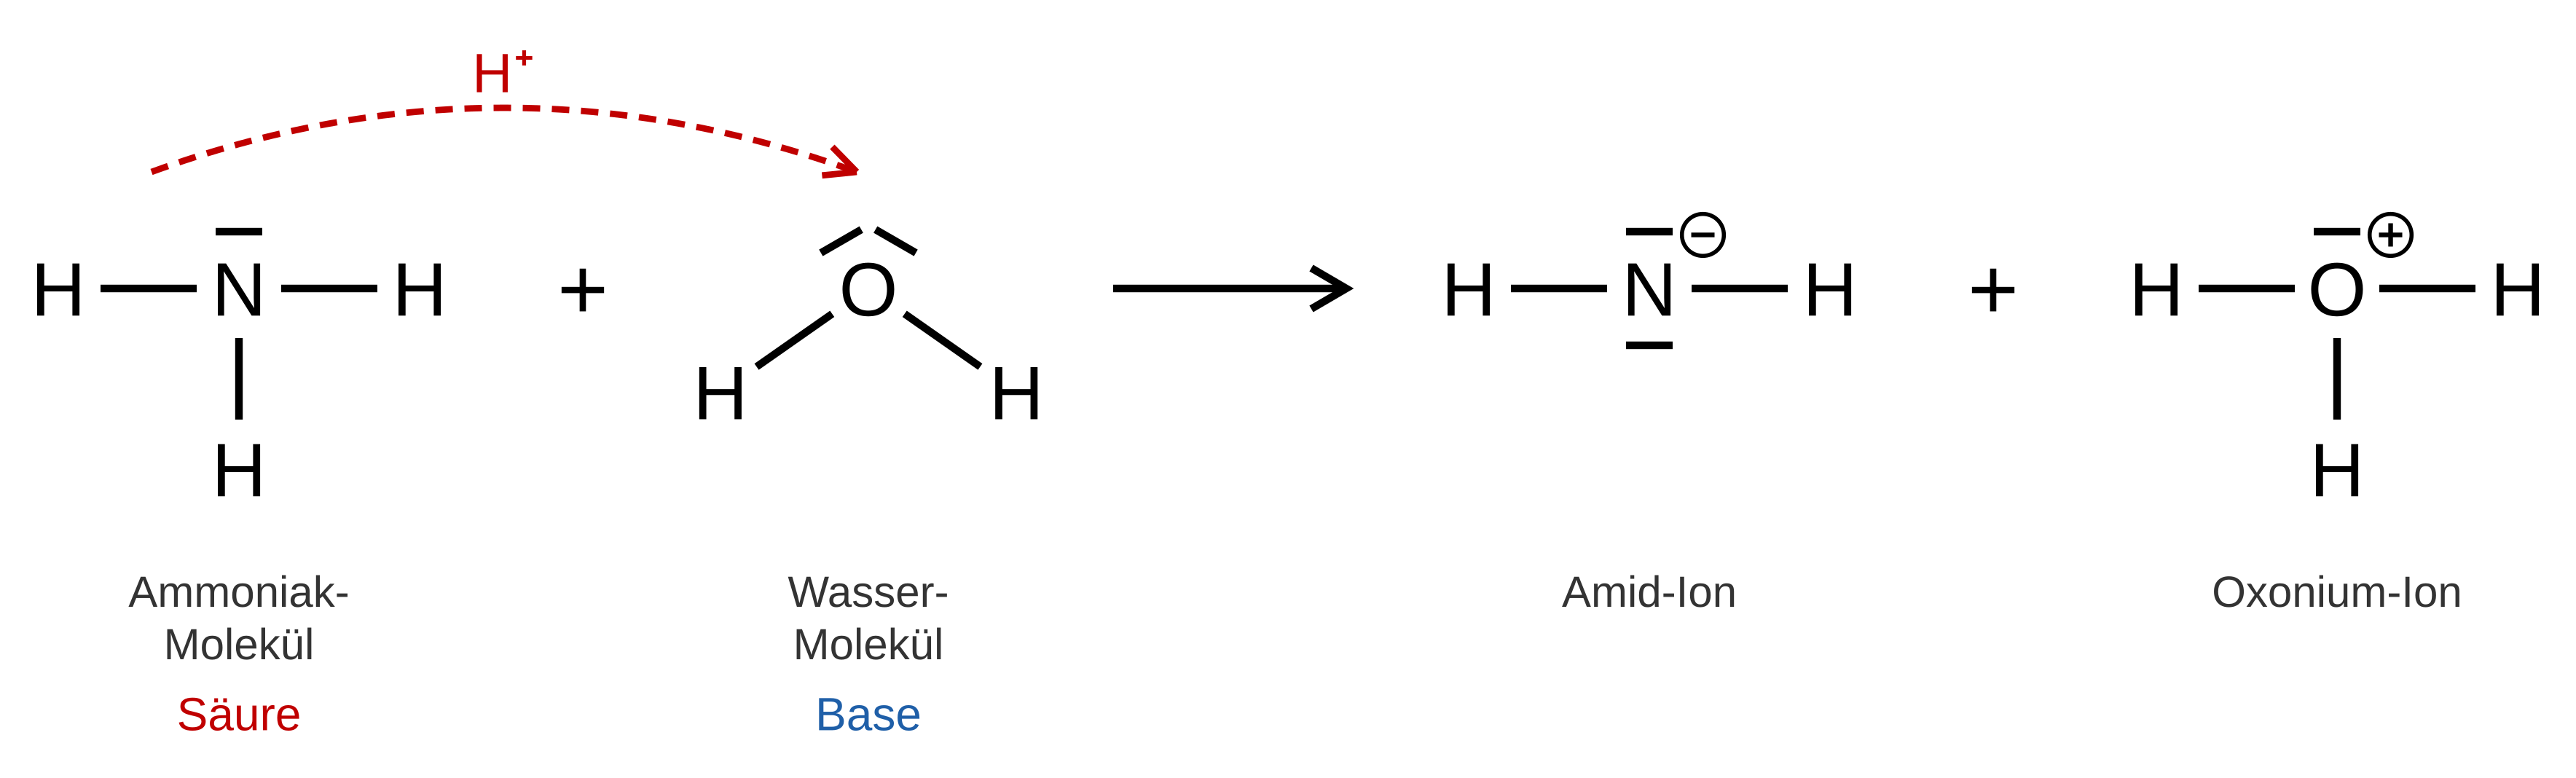 H⁺
H N H + O H H H N ⊖ H + H O ⊕ H
H H
Ammoniak-
Molekül
Säure
Wasser-
Molekül
Base
Amid-Ion
Oxonium-Ion